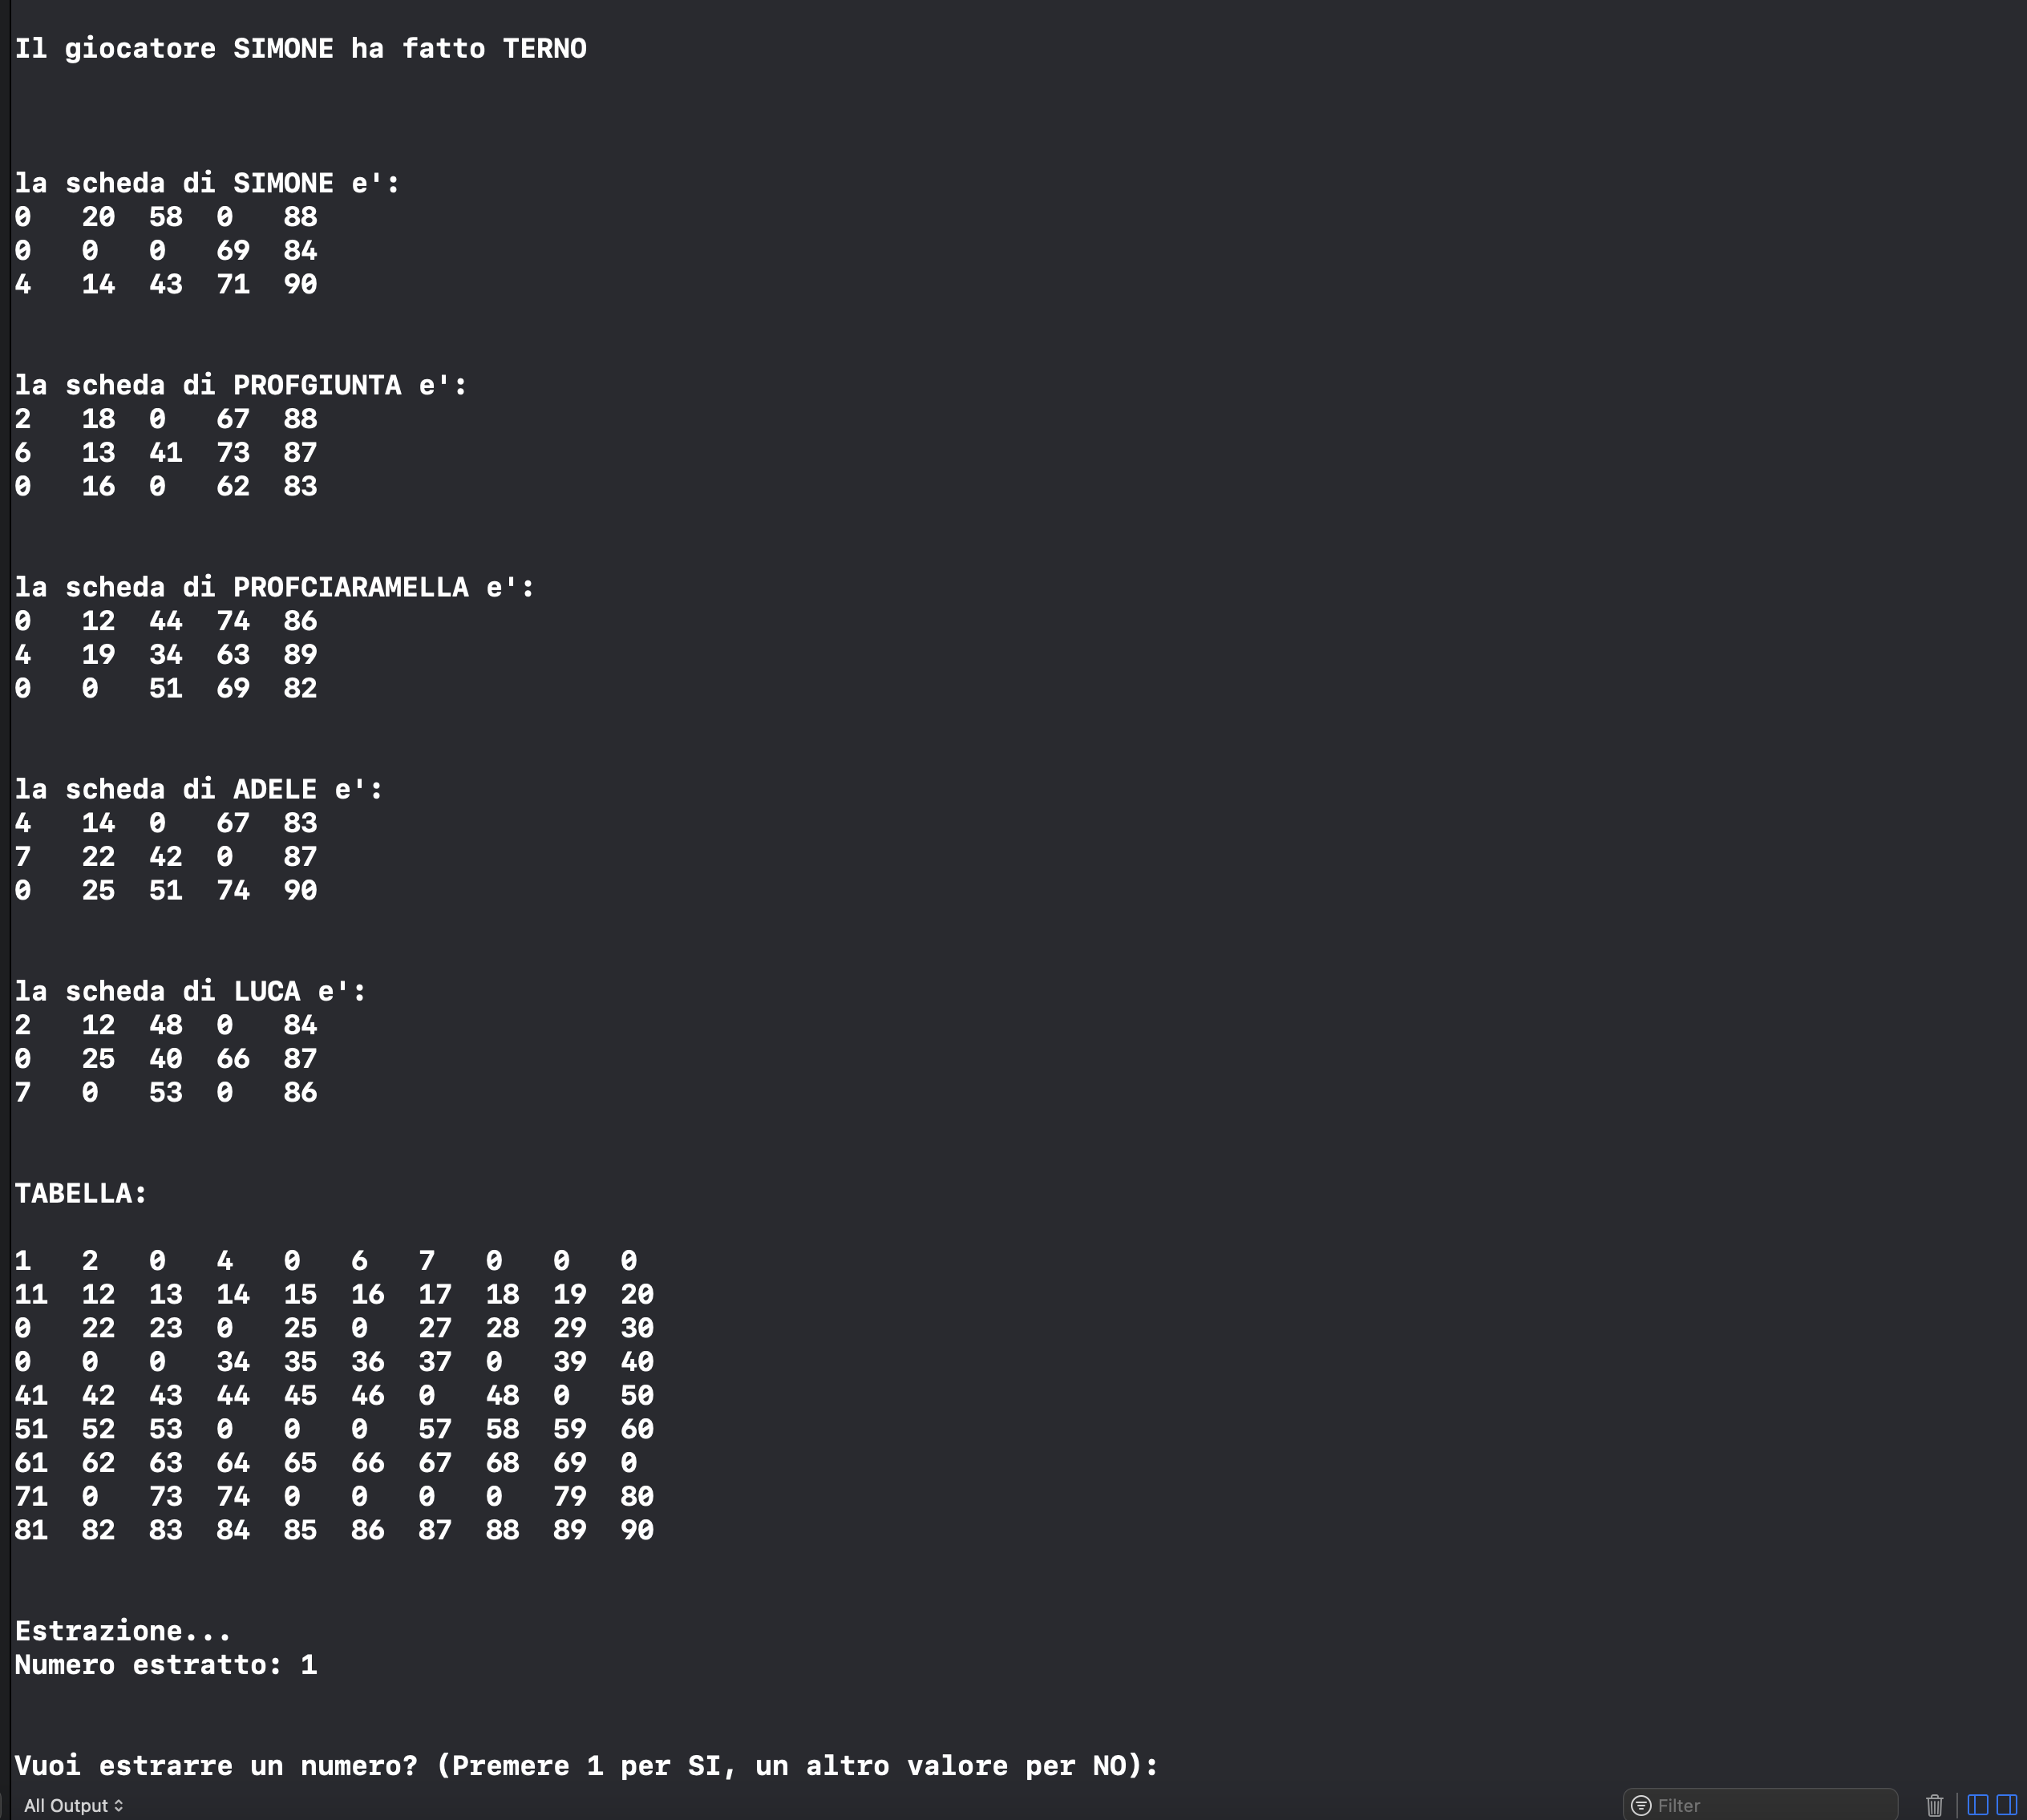 Il giocatore SIMONE ha fatto TERNO
la scheda di SIMONE e':
0 20 58 0 88
0 0 0 69 84
4 14 43 71 90
la scheda di PROFGIUNTA e':
2 18 0 67 88
6 13 41 73 87
0 16 0 62 83
la scheda di PROFCIARAMELLA e':
0 12 44 74 86
4 19 34 63 89
0 0 51 69 82
la scheda di ADELE e':
4 14 0 67 83
7 22 42 0 87
0 25 51 74 90
la scheda di LUCA e':
2 12 48 0 84
0 25 40 66 87
7 0 53 0 86
TABELLA:
1 2 0 4 0 6 7 0 0 0
11 12 13 14 15 16 17 18 19 20
0 22 23 0 25 0 27 28 29 30
0 0 0 34 35 36 37 0 39 40
41 42 43 44 45 46 0 48 0 50
51 52 53 0 0 0 57 58 59 60
61 62 63 64 65 66 67 68 69 0
71 0 73 74 0 0 0 0 79 80
81 82 83 84 85 86 87 88 89 90
Estrazione...
Numero estratto: 1
Vuoi estrarre un numero? (Premere 1 per SI, un altro valore per NO):
All Output
Filter